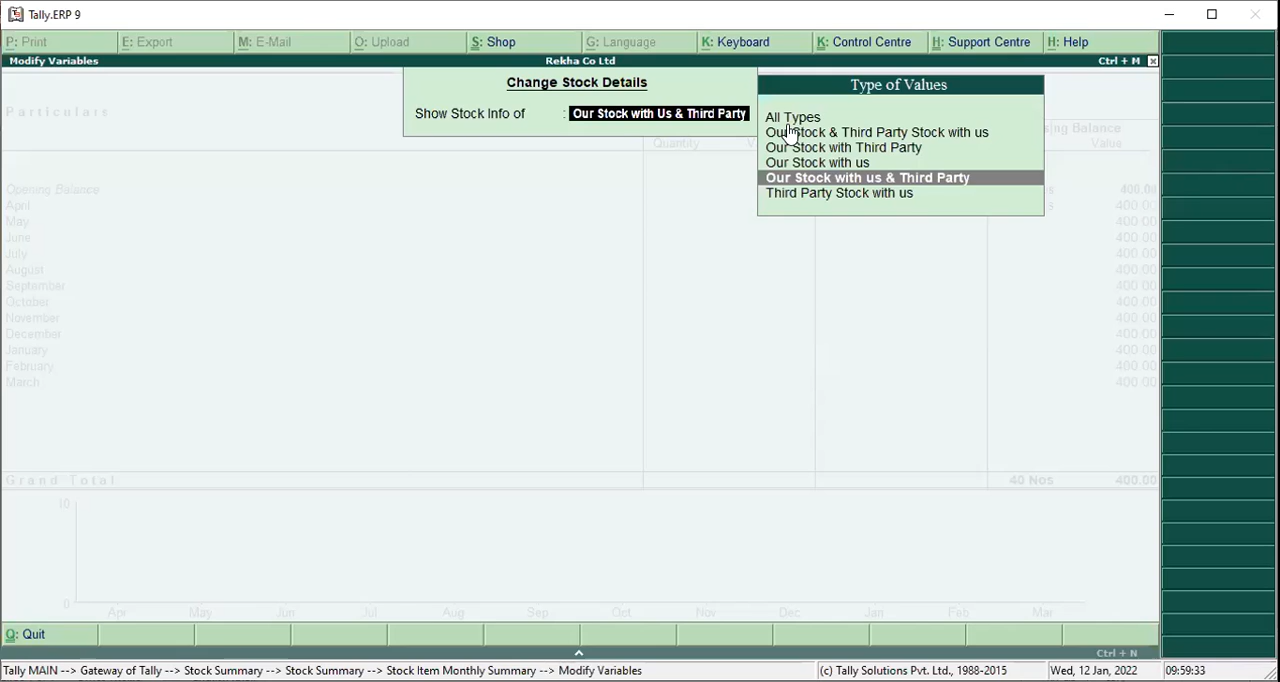 Tally.ERP 9
P: Print E: Export M: E-Mail O: Upload S: Shop G: Language K: Keyboard K: Control Centre H: Support Centre H: Help
Modify Variables Rekha Co Ltd Ctrl + M
Change Stock Details
Show Stock Info of : Our Stock with Us & Third Party
Type of Values
All Types
Our Stock & Third Party Stock with us
Our Stock with Third Party
Our Stock with us
Our Stock with us & Third Party
Third Party Stock with us
Particulars
Balance
Quantity Value
Opening Balance 400.00
April 400.00
May 400.00
June 400.00
July 400.00
August 400.00
September 400.00
October 400.00
November 400.00
December 400.00
January 400.00
February 400.00
March 400.00
Grand Total 40 Nos 400.00
10
0
Apr May Jun Jul Aug Sep Oct Nov Dec Jan Feb Mar
Q: Quit
Ctrl + N
Tally MAIN --> Gateway of Tally --> Stock Summary --> Stock Summary --> Stock Item Monthly Summary --> Modify Variables (c) Tally Solutions Pvt. Ltd., 1988-2015 Wed, 12 Jan, 2022 09:59:33